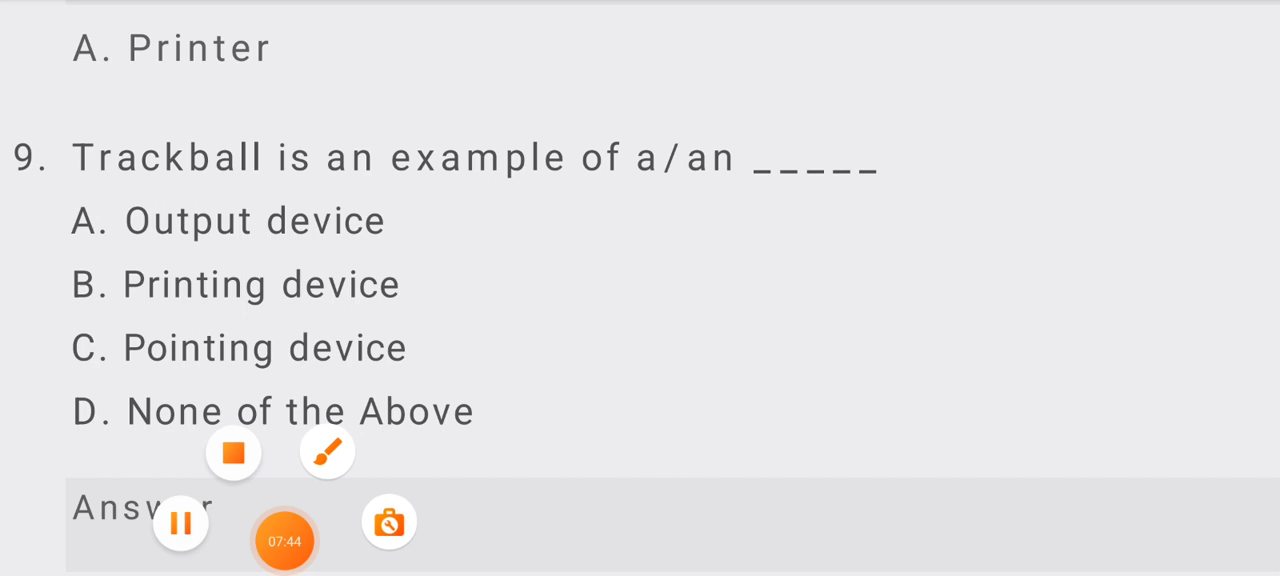 A. Printer
9. Trackball is an example of a/an _____
A. Output device
B. Printing device
C. Pointing device
D. None of the Above
07:44